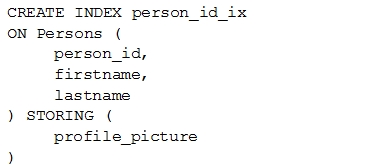 CREATE INDEX person_id_ix
ON Persons (
     person_id,
     firstname,
     lastname
) STORING (
     profile_picture
)